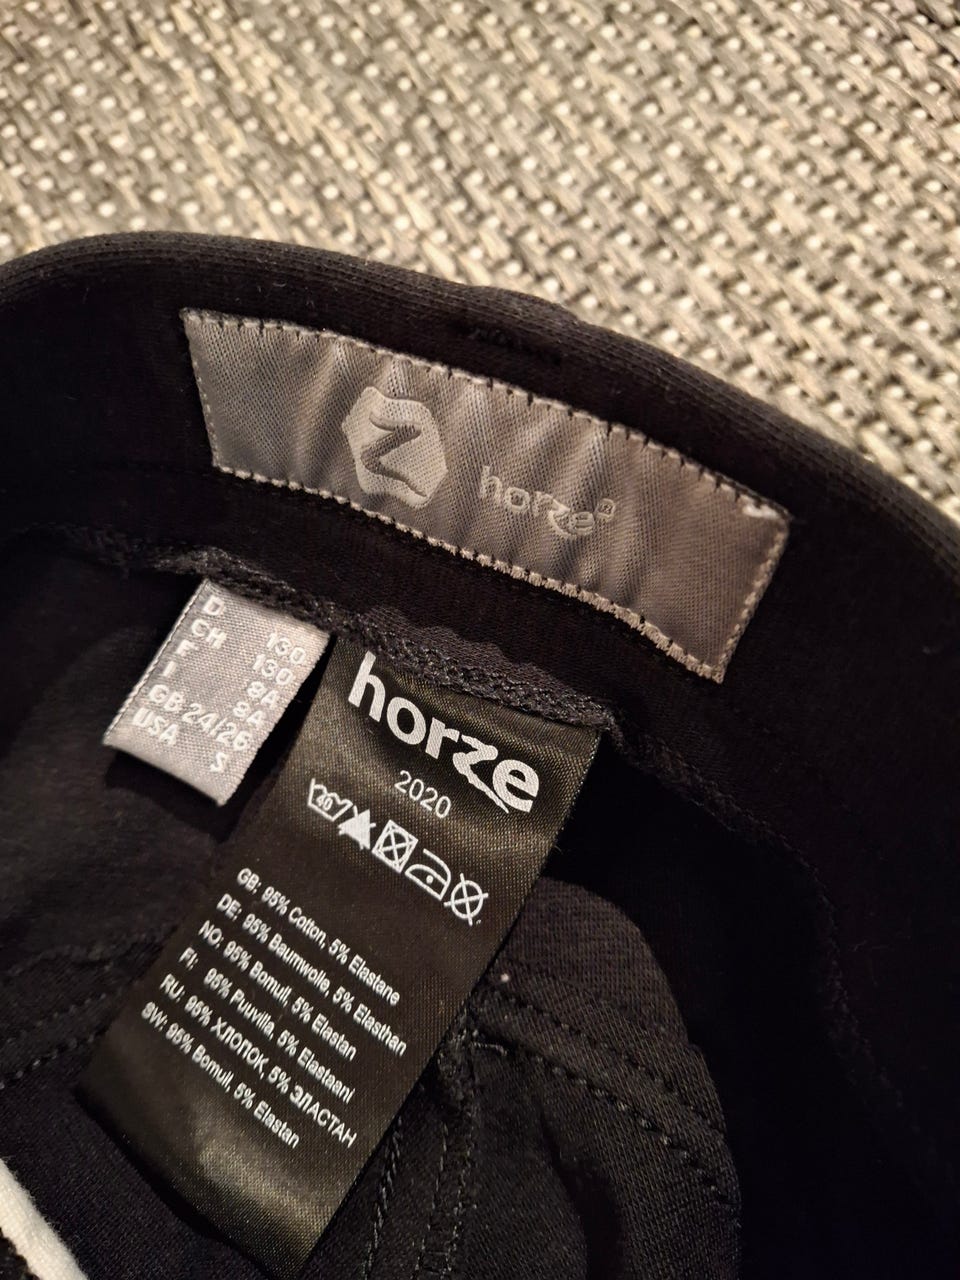 Z horze®
D 130
CH 130
F 8A
I 8A
GB 24/26
USA S
horze
2020
40
GB: 95% Cotton, 5% Elastane
DE: 95% Baumwolle, 5% Elasthan
NO: 95% Bomull, 5% Elastan
FI: 95% Puuvilla, 5% Elastaani
RU: 95% ХЛОПОК, 5% ЭЛАСТАН
SW: 95% Bomull, 5% Elastan